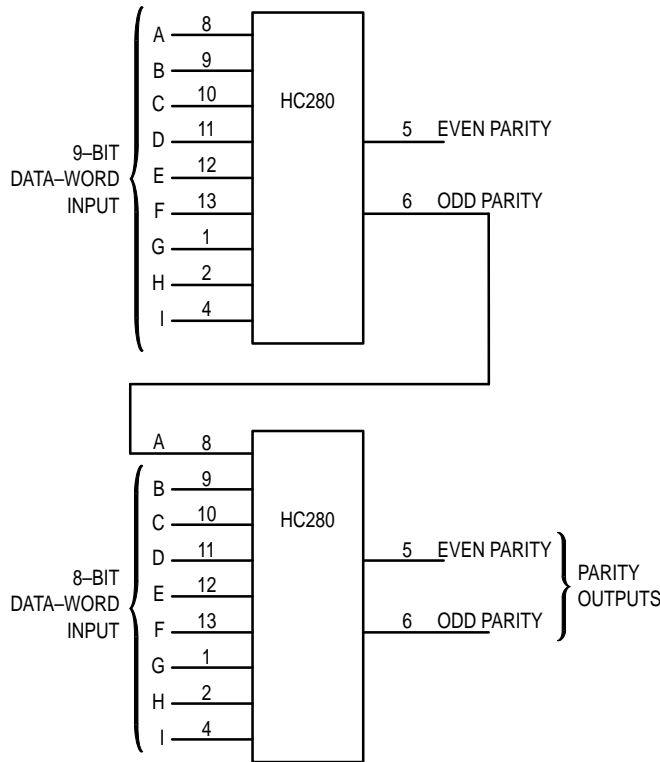 A 8
B 9
C 10
HC280
D 11
5 EVEN PARITY
9–BIT
DATA–WORD
INPUT
E 12
F 13
6 ODD PARITY
G 1
H 2
I 4
A 8
B 9
C 10
HC280
D 11
5 EVEN PARITY
8–BIT
DATA–WORD
INPUT
E 12
PARITY
OUTPUTS
F 13
6 ODD PARITY
G 1
H 2
I 4